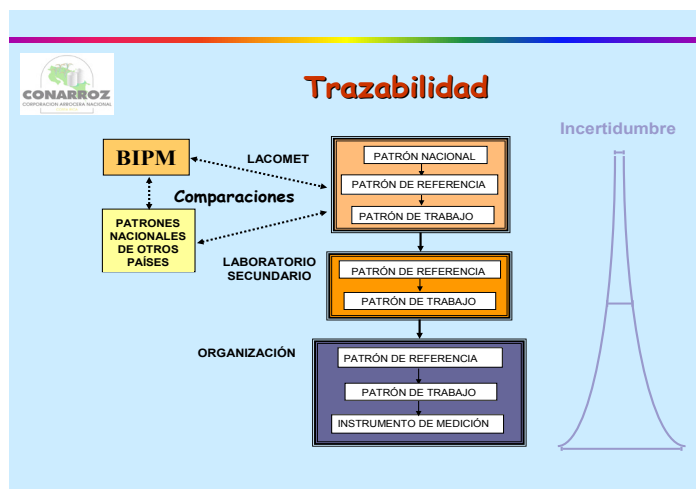 CONARROZ
CORPORACION ARROCERA NACIONAL
Trazabilidad
Incertidumbre
BIPM
LACOMET
PATRÓN NACIONAL
PATRÓN DE REFERENCIA
Comparaciones
PATRÓN DE TRABAJO
PATRONES
NACIONALES
DE OTROS
PAÍSES
LABORATORIO
SECUNDARIO
PATRÓN DE REFERENCIA
PATRÓN DE TRABAJO
ORGANIZACIÓN
PATRÓN DE REFERENCIA
PATRÓN DE TRABAJO
INSTRUMENTO DE MEDICIÓN